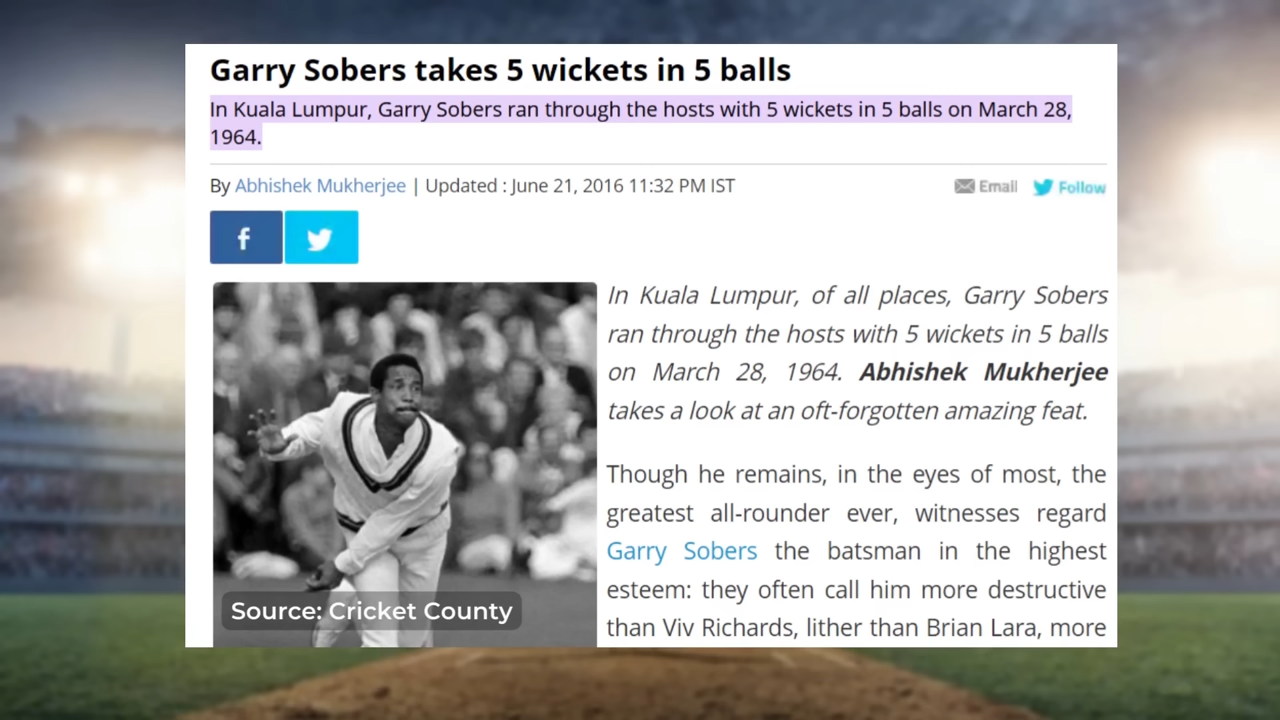 Garry Sobers takes 5 wickets in 5 balls
In Kuala Lumpur, Garry Sobers ran through the hosts with 5 wickets in 5 balls on March 28,
1964.
By Abhishek Mukherjee | Updated : June 21, 2016 11:32 PM IST
Email Follow
f
In Kuala Lumpur, of all places, Garry Sobers
ran through the hosts with 5 wickets in 5 balls
on March 28, 1964. Abhishek Mukherjee
takes a look at an oft-forgotten amazing feat.
Though he remains, in the eyes of most, the
greatest all-rounder ever, witnesses regard
Garry Sobers the batsman in the highest
esteem: they often call him more destructive
than Viv Richards, lither than Brian Lara, more
Source: Cricket County